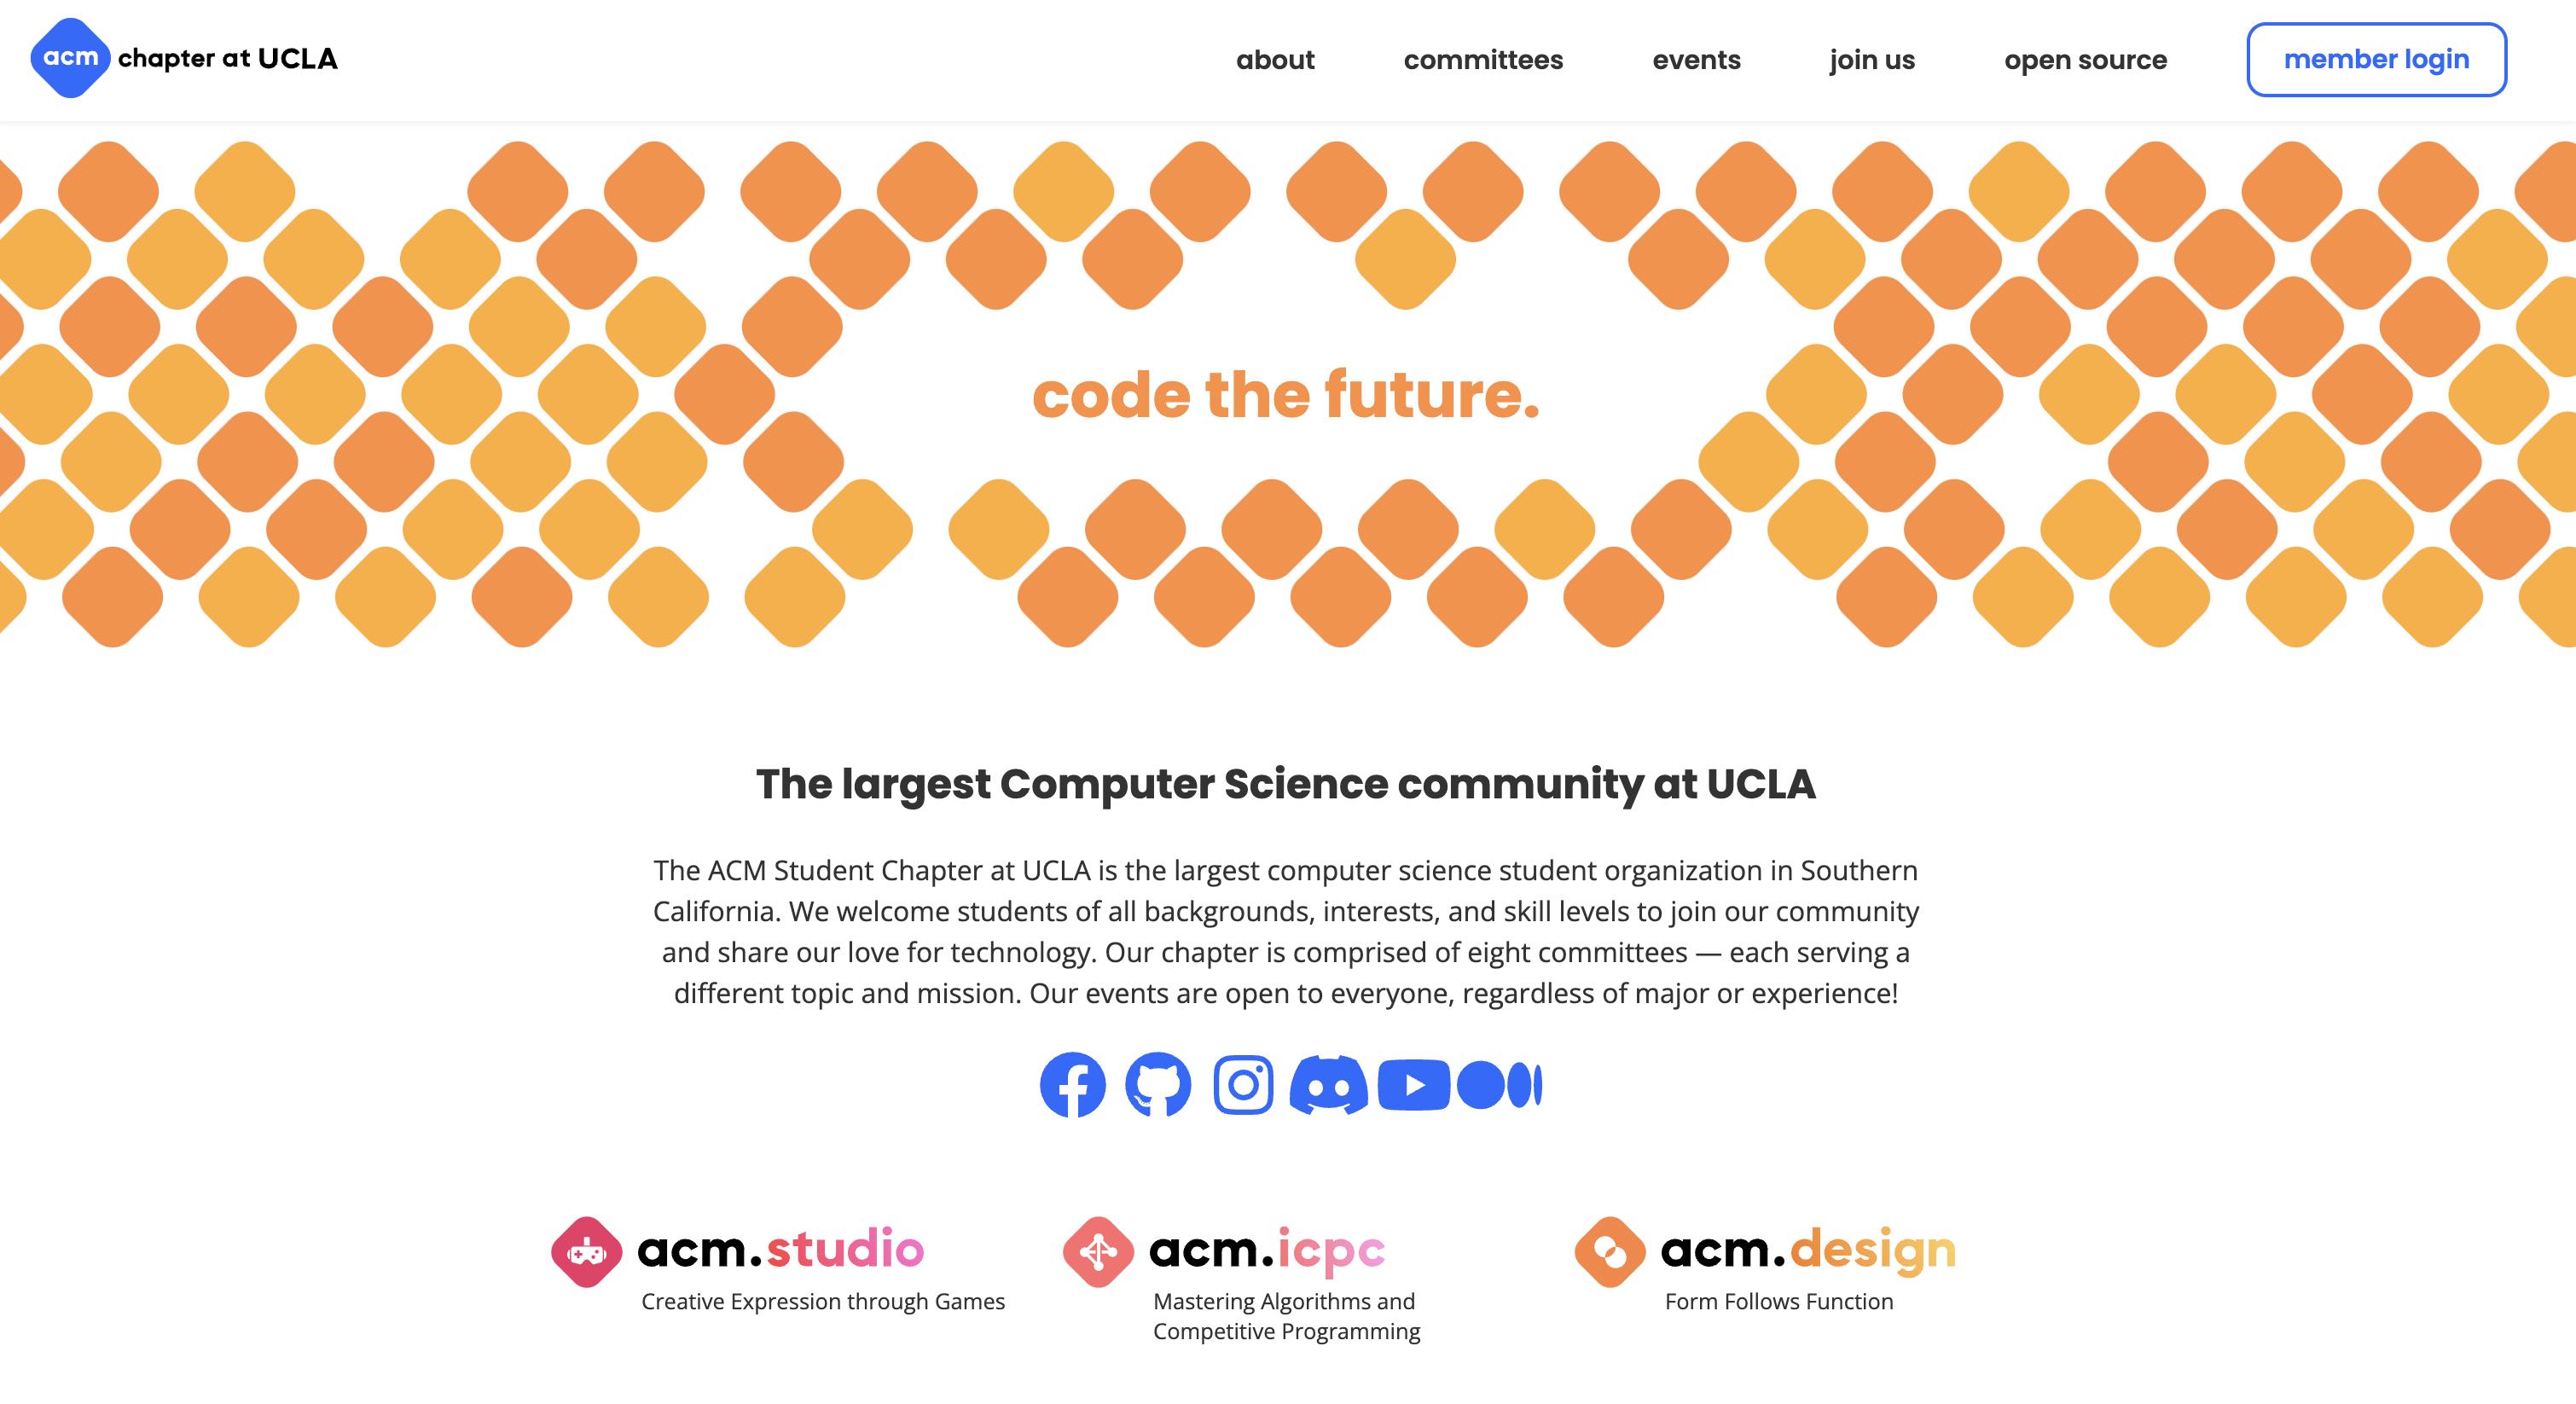 acm chapter at UCLA
about committees events join us open source member login
code the future.
The largest Computer Science community at UCLA
The ACM Student Chapter at UCLA is the largest computer science student organization in Southern
California. We welcome students of all backgrounds, interests, and skill levels to join our community
and share our love for technology. Our chapter is comprised of eight committees — each serving a
different topic and mission. Our events are open to everyone, regardless of major or experience!
acm.studio
Creative Expression through Games
acm.icpc
Mastering Algorithms and
Competitive Programming
acm.design
Form Follows Function